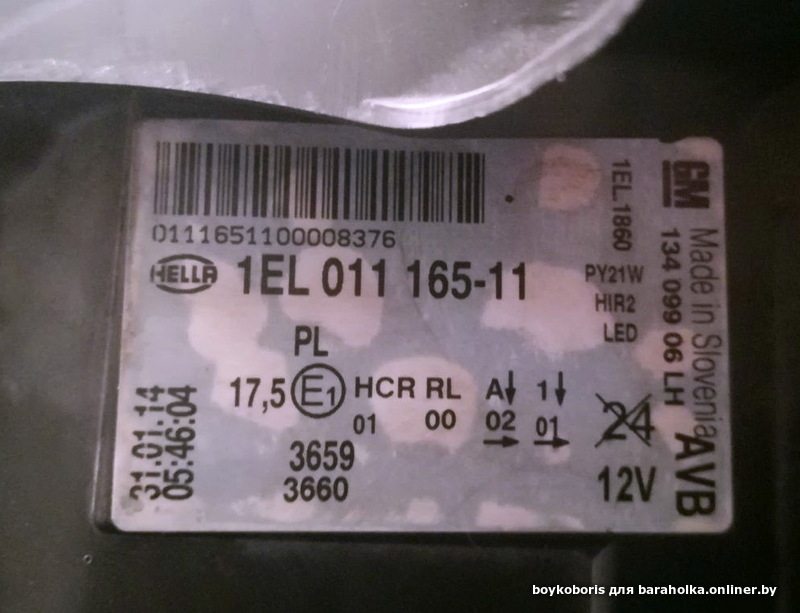 0111651100008376
HELLA 1EL 011 165-11
PL
17,5 E1 HCR RL A↓ 1↓
01 00 02 01
→ →
3659
3660
31.01.14
05:46:04
1EL.1860
PY21W
HIR2
LED
24
12V
GM
134 099 06 LH
Made in Slovenia
AVB
boykoboris для baraholka.onliner.by